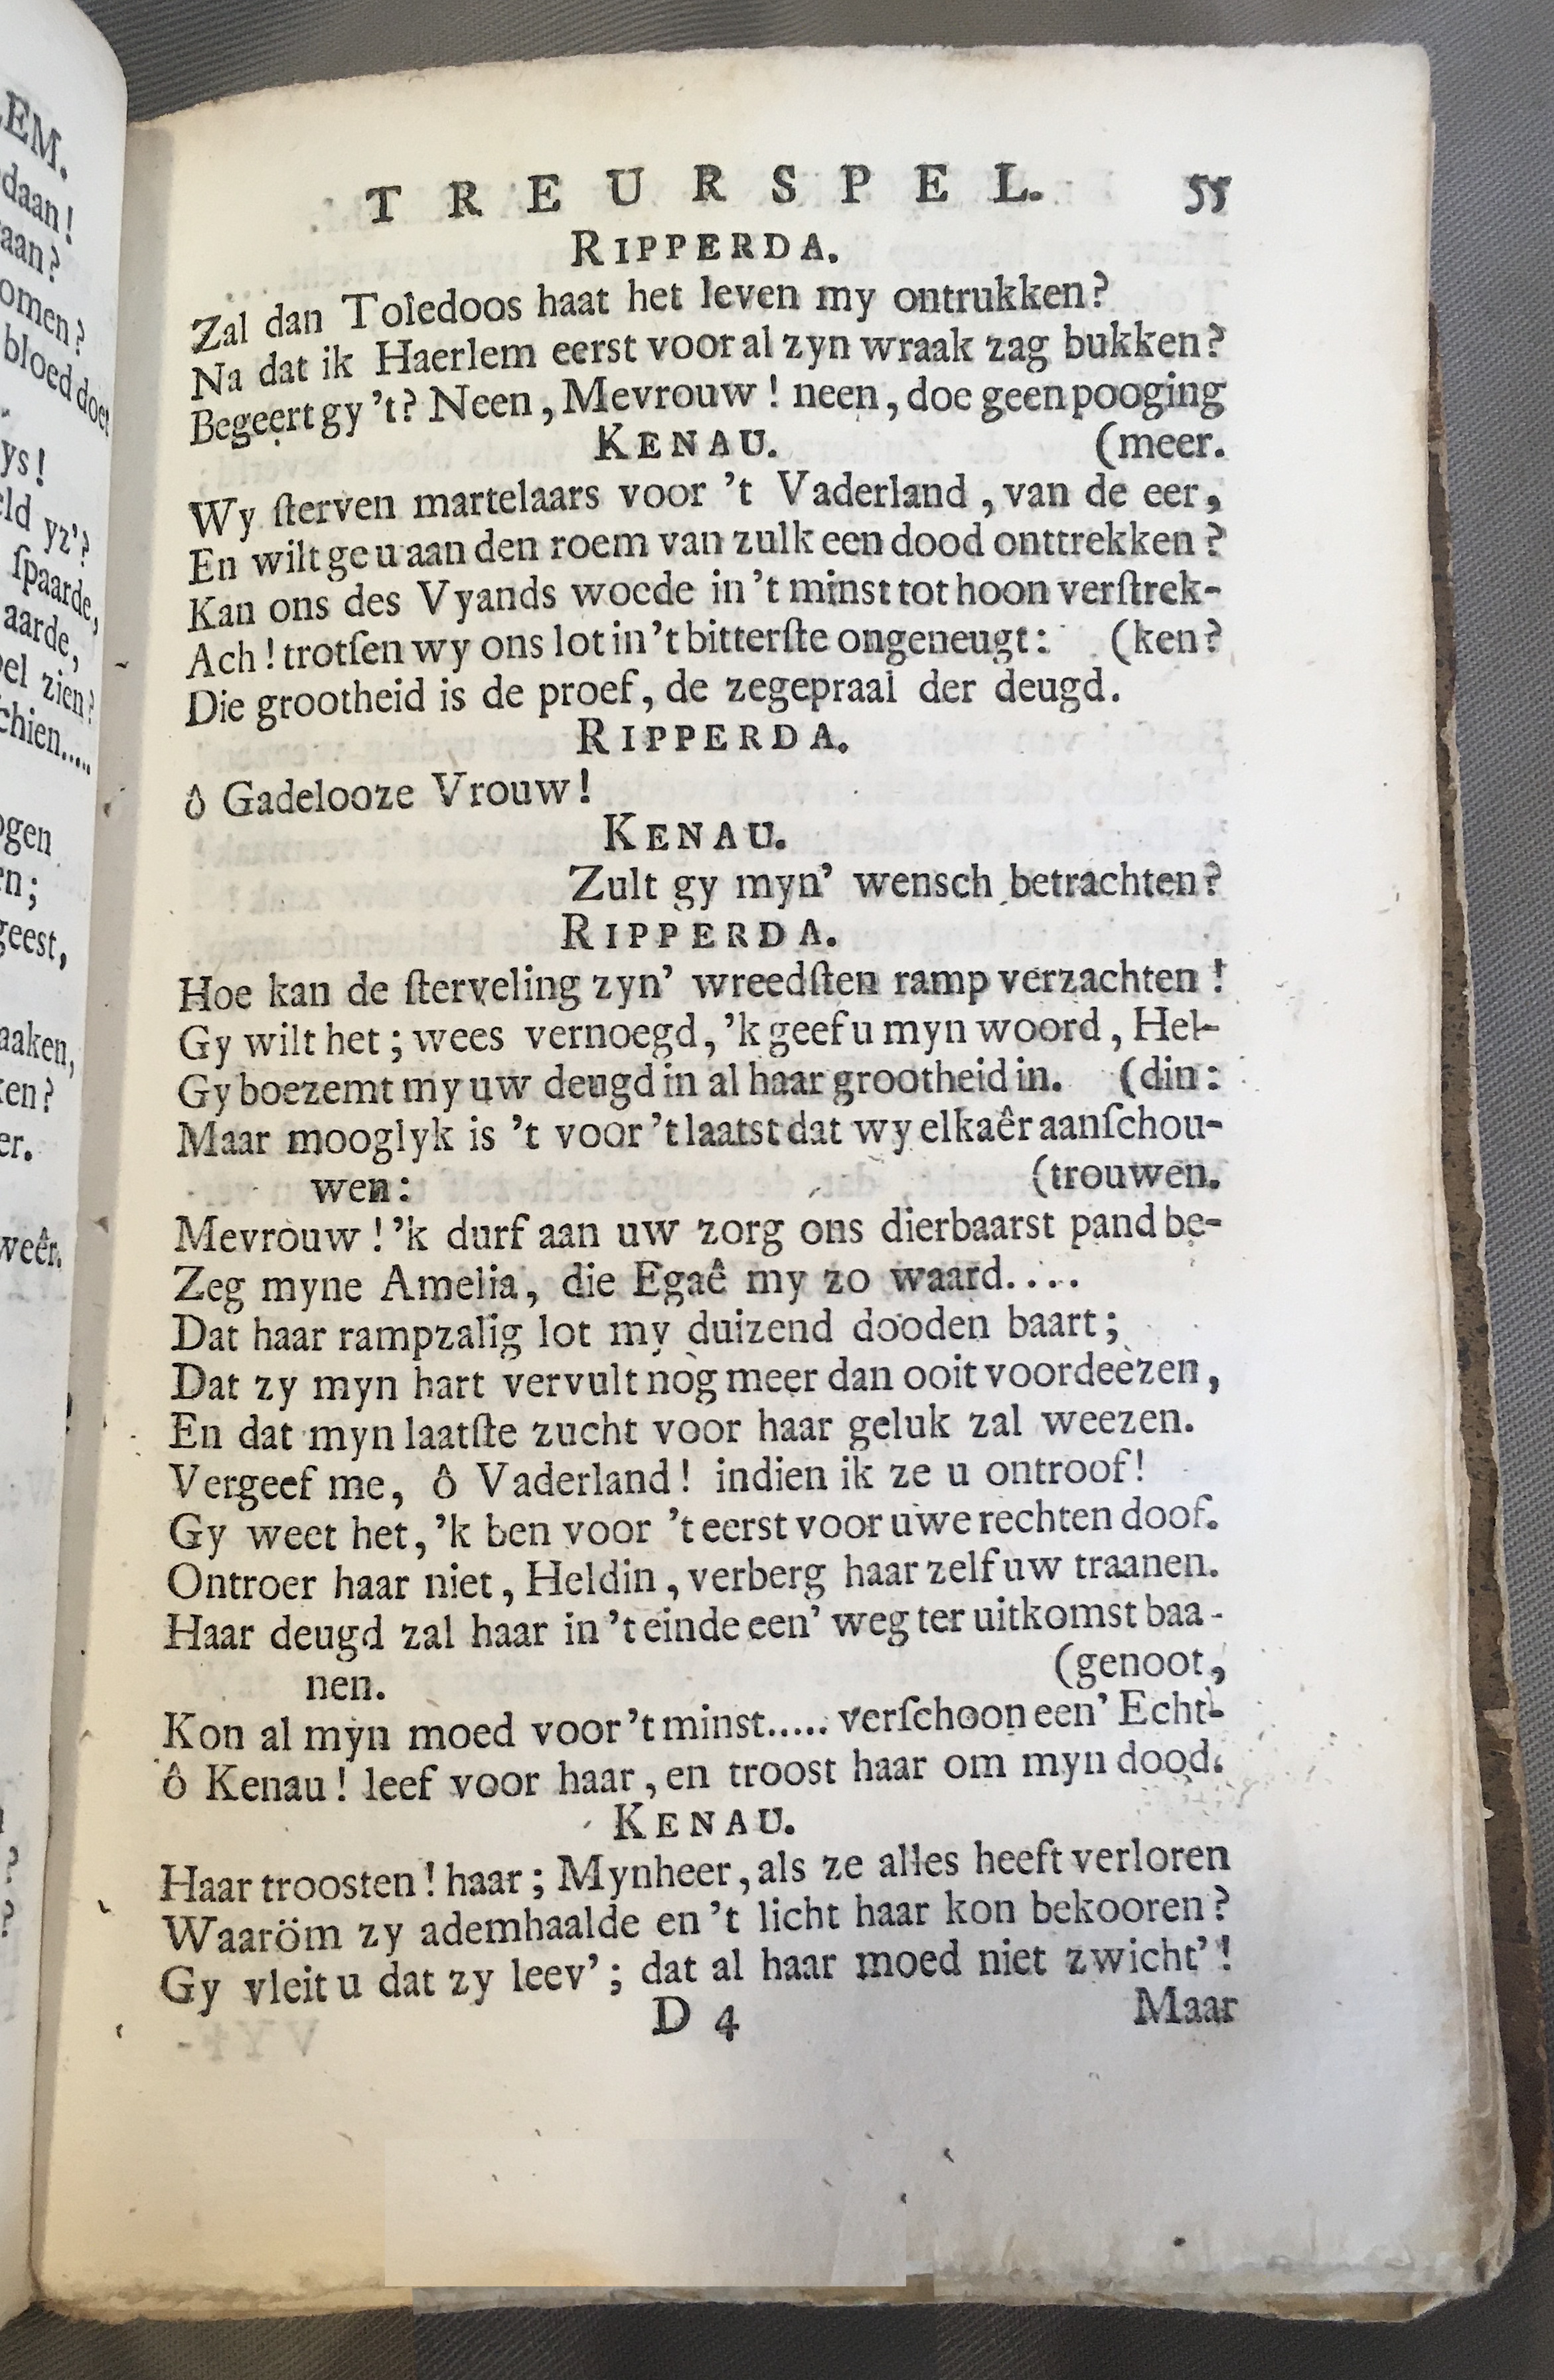 TREURSPEL. 55
RIPPERDA.
Zal dan Toledoos haat het leven my ontrukken?
Na dat ik Haerlem eerst voor al zyn wraak zag bukken?
Begeert gy 't? Neen, Mevrouw! neen, doe geen pooging
KENAU. (meer.
Wy ſterven martelaars voor 't Vaderland, van de eer,
En wilt ge u aan den roem van zulk een dood onttrekken?
Kan ons des Vyands woede in 't minst tot hoon verſtrek-
Ach! trotſen wy ons lot in 't bitterſte ongeneugt: (ken?
Die grootheid is de proef, de zegepraal der deugd.
RIPPERDA.
ô Gadelooze Vrouw!
KENAU.
Zult gy myn' wensch betrachten?
RIPPERDA.
Hoe kan de ſterveling zyn' wreedſten ramp verzachten!
Gy wilt het; wees vernoegd, 'k geef u myn woord, Hel-
Gy boezemt my uw deugd in al haar grootheid in. (din:
Maar mooglyk is 't voor 't laatst dat wy elkaêr aanſchou-
wen: (trouwen.
Mevrouw! 'k durf aan uw zorg ons dierbaarst pand be-
Zeg myne Amelia, die Egaê my zo waard....
Dat haar rampzalig lot my duizend dooden baart;
Dat zy myn hart vervult nog meer dan ooit voordeezen,
En dat myn laatſte zucht voor haar geluk zal weezen.
Vergeef me, ô Vaderland! indien ik ze u ontroof!
Gy weet het, 'k ben voor 't eerst voor uwe rechten doof.
Ontroer haar niet, Heldin, verberg haar zelf uw traanen.
Haar deugd zal haar in 't einde een' weg ter uitkomst baa-
nen. (genoot,
Kon al myn moed voor 't minst..... verſchoon een' Echt-
ô Kenau! leef voor haar, en troost haar om myn dood.
KENAU.
Haar troosten! haar; Mynheer, als ze alles heeft verloren
Waaröm zy ademhaalde en 't licht haar kon bekooren?
Gy vleit u dat zy leev'; dat al haar moed niet zwicht'!
D 4 Maar